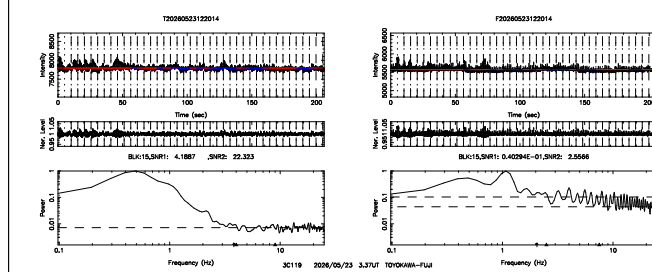 T20260523122014
F20260523122014
Intensity
7500 8000 8500
0 50 100 150 200
Time (sec)
Intensity
5000 5500 6000 6500
0 50 100 150 200
Time (sec)
Nor. Level
0.95 1.05
Nor. Level
0.95 1.05
BLK:15,SNR1: 4.1887 ,SNR2: 22.323
BLK:15,SNR1: 0.40294E-01,SNR2: 2.5566
Power
1
0.1
0.01
0.1 1 10
Frequency (Hz)
Power
1
0.1
0.01
0.1 1 10
Frequency (Hz)
3C119 2026/05/23 3.37UT TOYOKAWA-FUJI